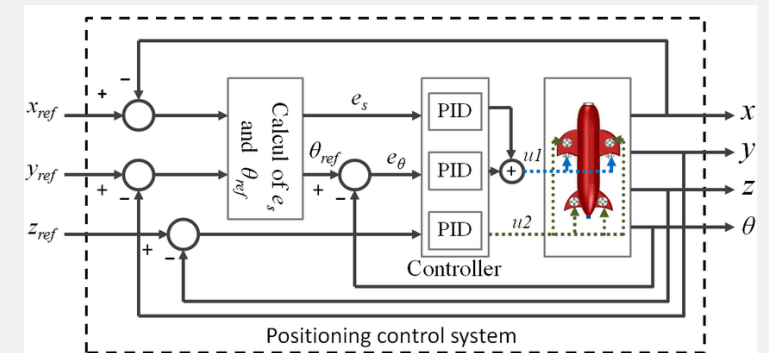 x_ref
y_ref
z_ref
+
−
+
−
+
−
Calcul of e_s
and θ_ref
e_s
θ_ref
+
−
e_θ
PID
PID
PID
Controller
+
u1
u2
x
y
z
θ
Positioning control system